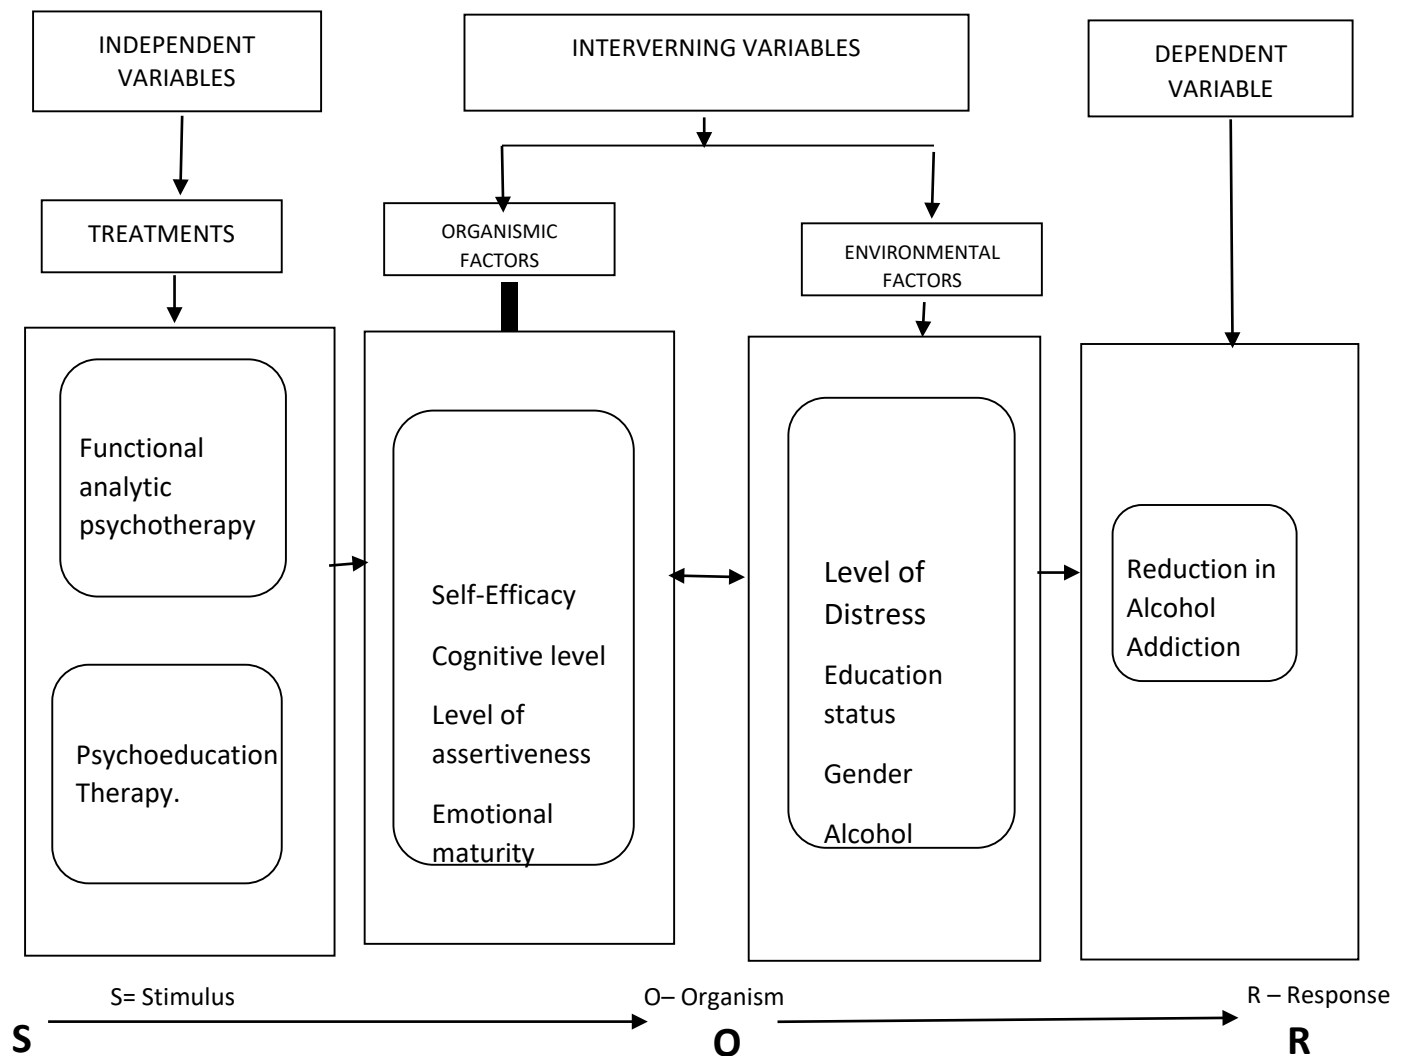 INDEPENDENT
VARIABLES
INTERVERNING VARIABLES
DEPENDENT
VARIABLE
TREATMENTS
ORGANISMIC
FACTORS
ENVIRONMENTAL
FACTORS
Functional
analytic
psychotherapy
Psychoeducation
Therapy.
Self-Efficacy
Cognitive level
Level of
assertiveness
Emotional
maturity
Level of
Distress
Education
status
Gender
Alcohol
Reduction in
Alcohol
Addiction
S= Stimulus
O– Organism
R – Response
S
O
R